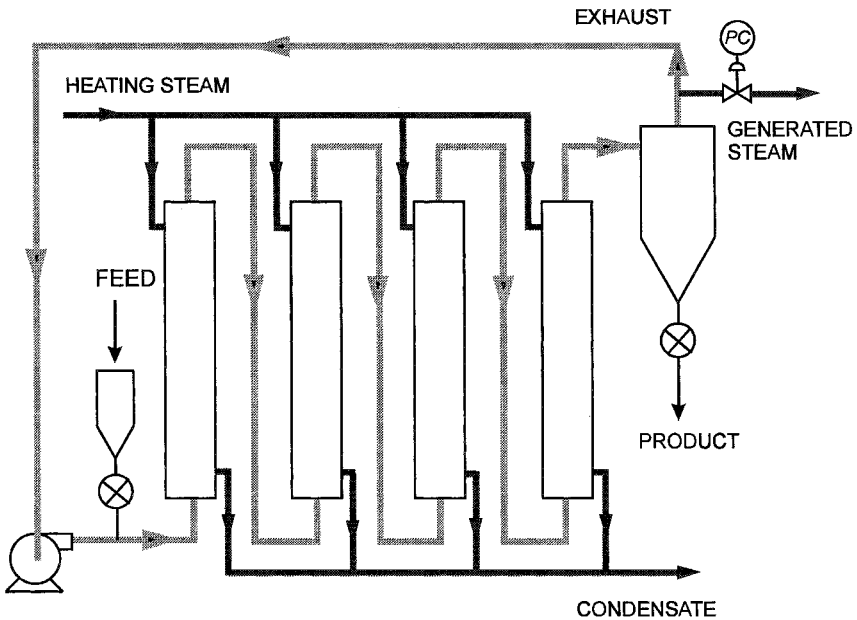 EXHAUST
PC
HEATING STEAM
GENERATED
STEAM
FEED
PRODUCT
CONDENSATE